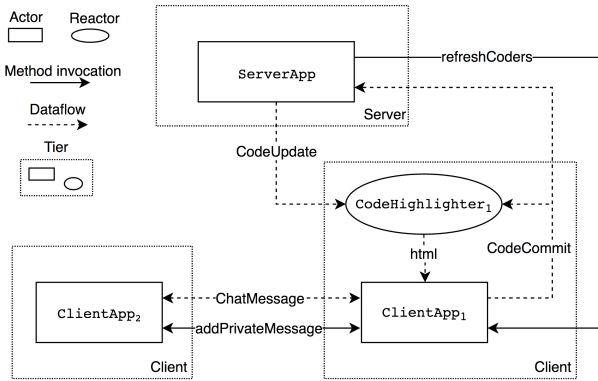 Actor
Reactor
Method invocation
Dataflow
Tier
ServerApp
refreshCoders
Server
CodeUpdate
CodeHighlighter₁
html
CodeCommit
ClientApp₂
ChatMessage
ClientApp₁
addPrivateMessage
Client
Client